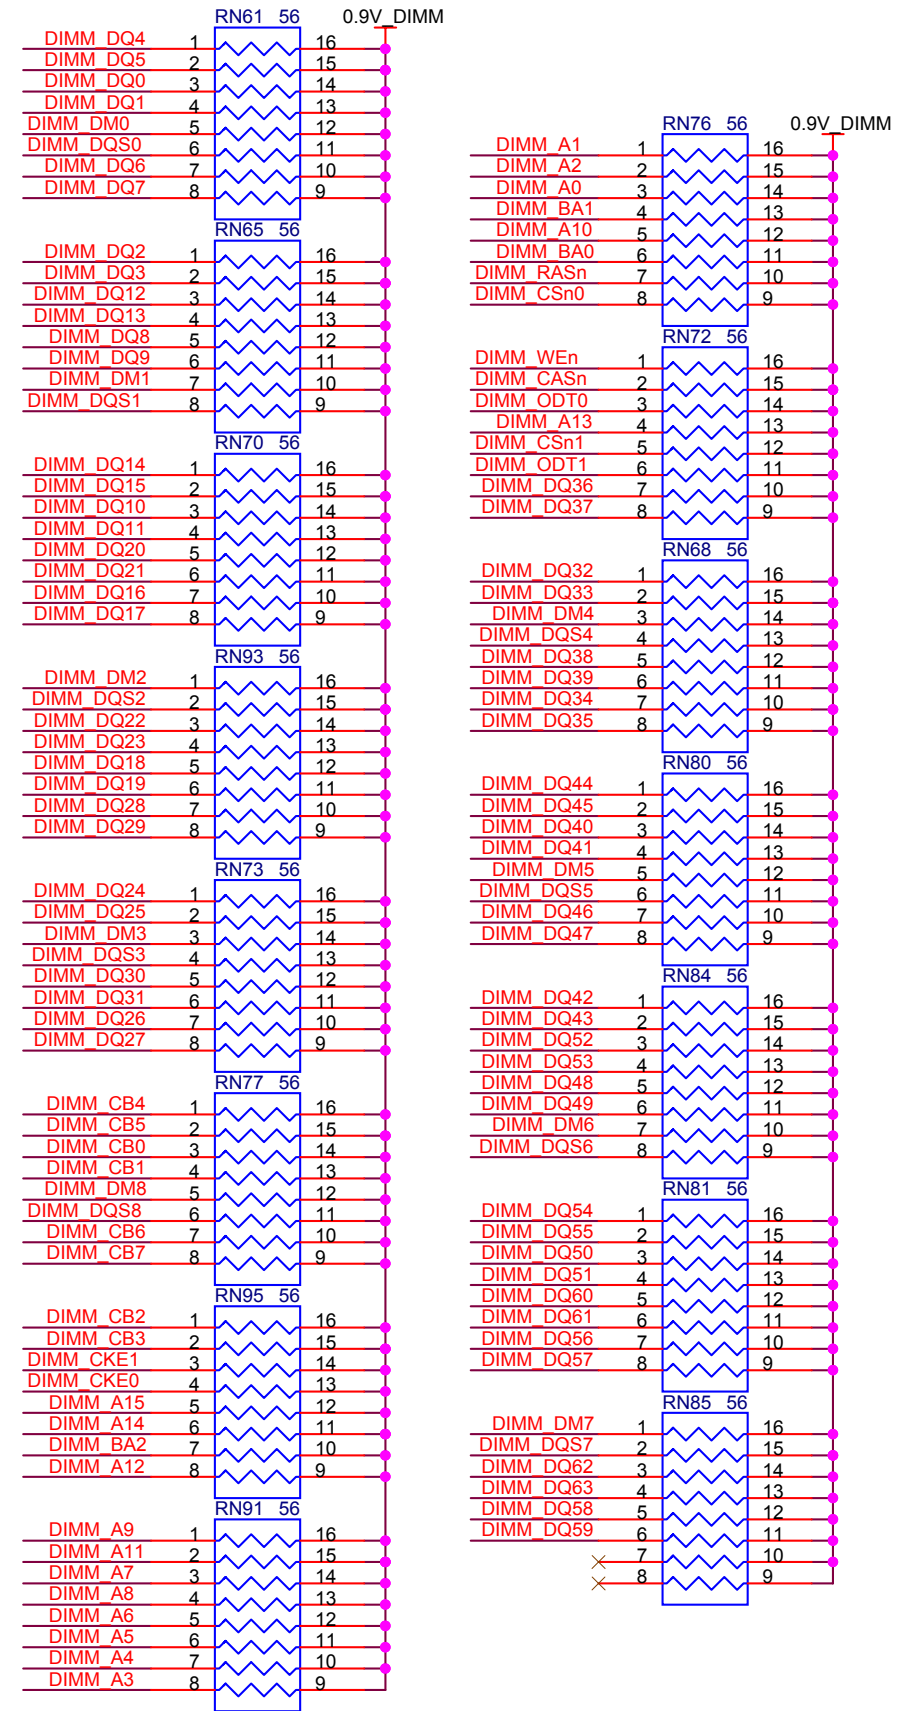 RN61 56 0.9V_DIMM
DIMM_DQ4 1 16
DIMM_DQ5 2 15
DIMM_DQ0 3 14
DIMM_DQ1 4 13
DIMM_DM0 5 12
DIMM_DQS0 6 11
DIMM_DQ6 7 10
DIMM_DQ7 8 9
RN65 56
DIMM_DQ2 1 16
DIMM_DQ3 2 15
DIMM_DQ12 3 14
DIMM_DQ13 4 13
DIMM_DQ8 5 12
DIMM_DQ9 6 11
DIMM_DM1 7 10
DIMM_DQS1 8 9
RN70 56
DIMM_DQ14 1 16
DIMM_DQ15 2 15
DIMM_DQ10 3 14
DIMM_DQ11 4 13
DIMM_DQ20 5 12
DIMM_DQ21 6 11
DIMM_DQ16 7 10
DIMM_DQ17 8 9
RN93 56
DIMM_DM2 1 16
DIMM_DQS2 2 15
DIMM_DQ22 3 14
DIMM_DQ23 4 13
DIMM_DQ18 5 12
DIMM_DQ19 6 11
DIMM_DQ28 7 10
DIMM_DQ29 8 9
RN73 56
DIMM_DQ24 1 16
DIMM_DQ25 2 15
DIMM_DM3 3 14
DIMM_DQS3 4 13
DIMM_DQ30 5 12
DIMM_DQ31 6 11
DIMM_DQ26 7 10
DIMM_DQ27 8 9
RN77 56
DIMM_CB4 1 16
DIMM_CB5 2 15
DIMM_CB0 3 14
DIMM_CB1 4 13
DIMM_DM8 5 12
DIMM_DQS8 6 11
DIMM_CB6 7 10
DIMM_CB7 8 9
RN95 56
DIMM_CB2 1 16
DIMM_CB3 2 15
DIMM_CKE1 3 14
DIMM_CKE0 4 13
DIMM_A15 5 12
DIMM_A14 6 11
DIMM_BA2 7 10
DIMM_A12 8 9
RN91 56
DIMM_A9 1 16
DIMM_A11 2 15
DIMM_A7 3 14
DIMM_A8 4 13
DIMM_A6 5 12
DIMM_A5 6 11
DIMM_A4 7 10
DIMM_A3 8 9
RN76 56 0.9V_DIMM
DIMM_A1 1 16
DIMM_A2 2 15
DIMM_A0 3 14
DIMM_BA1 4 13
DIMM_A10 5 12
DIMM_BA0 6 11
DIMM_RASn 7 10
DIMM_CSn0 8 9
RN72 56
DIMM_WEn 1 16
DIMM_CASn 2 15
DIMM_ODT0 3 14
DIMM_A13 4 13
DIMM_CSn1 5 12
DIMM_ODT1 6 11
DIMM_DQ36 7 10
DIMM_DQ37 8 9
RN68 56
DIMM_DQ32 1 16
DIMM_DQ33 2 15
DIMM_DM4 3 14
DIMM_DQS4 4 13
DIMM_DQ38 5 12
DIMM_DQ39 6 11
DIMM_DQ34 7 10
DIMM_DQ35 8 9
RN80 56
DIMM_DQ44 1 16
DIMM_DQ45 2 15
DIMM_DQ40 3 14
DIMM_DQ41 4 13
DIMM_DM5 5 12
DIMM_DQS5 6 11
DIMM_DQ46 7 10
DIMM_DQ47 8 9
RN84 56
DIMM_DQ42 1 16
DIMM_DQ43 2 15
DIMM_DQ52 3 14
DIMM_DQ53 4 13
DIMM_DQ48 5 12
DIMM_DQ49 6 11
DIMM_DM6 7 10
DIMM_DQS6 8 9
RN81 56
DIMM_DQ54 1 16
DIMM_DQ55 2 15
DIMM_DQ50 3 14
DIMM_DQ51 4 13
DIMM_DQ60 5 12
DIMM_DQ61 6 11
DIMM_DQ56 7 10
DIMM_DQ57 8 9
RN85 56
DIMM_DM7 1 16
DIMM_DQS7 2 15
DIMM_DQ62 3 14
DIMM_DQ63 4 13
DIMM_DQ58 5 12
DIMM_DQ59 6 11
7 10
8 9